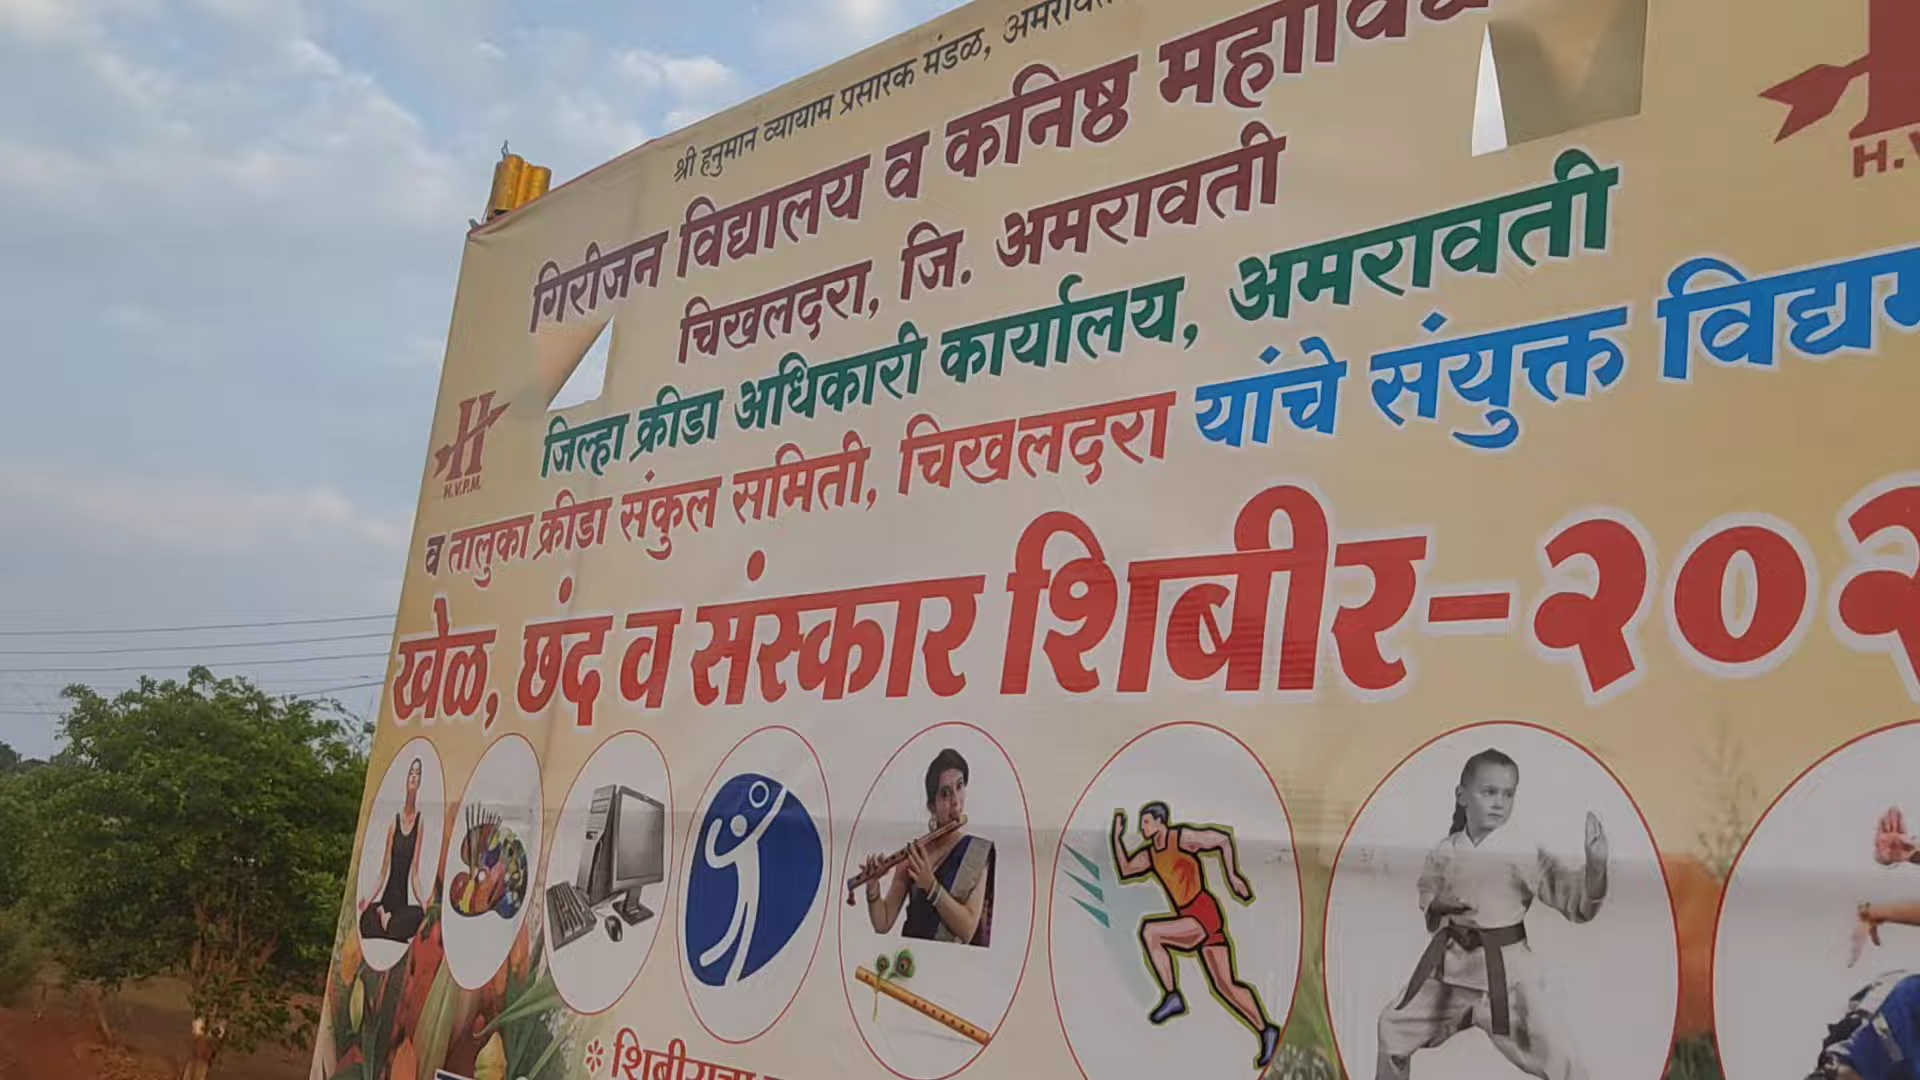 श्री हनुमान व्यायाम प्रसारक मंडळ,
गिरीजन विद्यालय व कनिष्ठ
चिखलदरा, जि. अमरावती
जिल्हा क्रीडा अधिकारी कार्यालय, अमरावती
व तालुका क्रीडा संकुल समिती, चिखलदरा यांचे संयुक्त
H.V.P.M.
खेळ, छंद व संस्कार शिबीर-२०